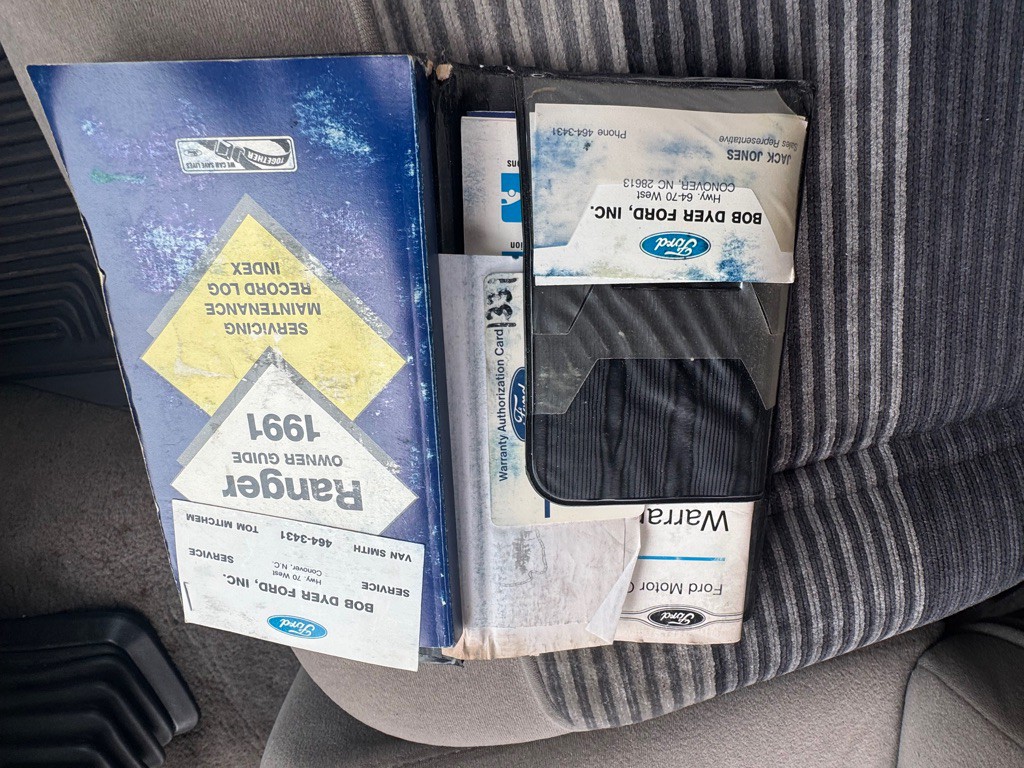 Ford
BOB DYER FORD, INC.
Hwy. 70 West
Conover, N.C.
SERVICE SERVICE
VAN SMITH 464-3431 TOM MITCHEM
Ranger
OWNER GUIDE
1991
SERVICING
MAINTENANCE
RECORD LOG
INDEX
TOGETHER
WE CAN SAVE LIVES
Ford
Ford Motor C
Warra
Warranty Authorization Card
1331
Ford
Ford
BOB DYER FORD, INC.
Hwy. 64-70 West
CONOVER, NC 28613
JACK JONES
Sales Representative
Phone 464-3431